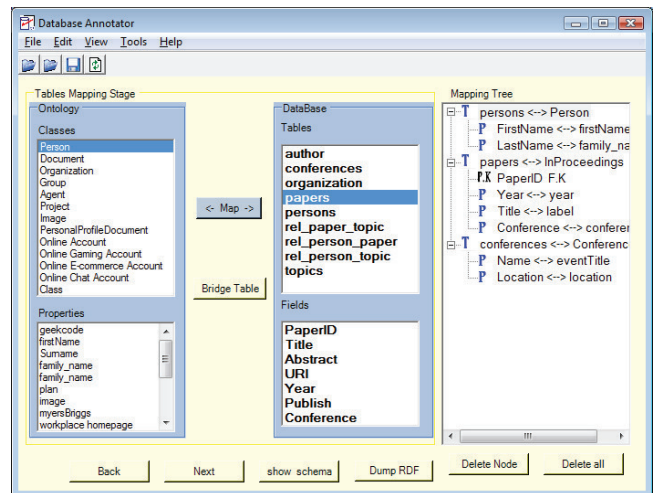 Database Annotator
File Edit View Tools Help
Tables Mapping Stage
Ontology
Classes
Person
Document
Organization
Group
Agent
Project
Image
PersonalProfileDocument
Online Account
Online Gaming Account
Online E-commerce Account
Online Chat Account
Class
Properties
geekcode
firstName
Surname
family_name
family_name
plan
image
myersBriggs
workplace homepage
<- Map ->
Bridge Table
DataBase
Tables
author
conferences
organization
papers
persons
rel_paper_topic
rel_person_paper
rel_person_topic
topics
Fields
PaperID
Title
Abstract
URI
Year
Publish
Conference
Mapping Tree
T persons <--> Person
P FirstName <--> firstName
P LastName <--> family_na
T papers <--> InProceedings
P.K PaperID F.K
P Year <--> year
P Title <--> label
P Conference <--> conferer
T conferences <--> Conferenc
P Name <--> eventTitle
P Location <--> location
Back Next show schema Dump RDF Delete Node Delete all